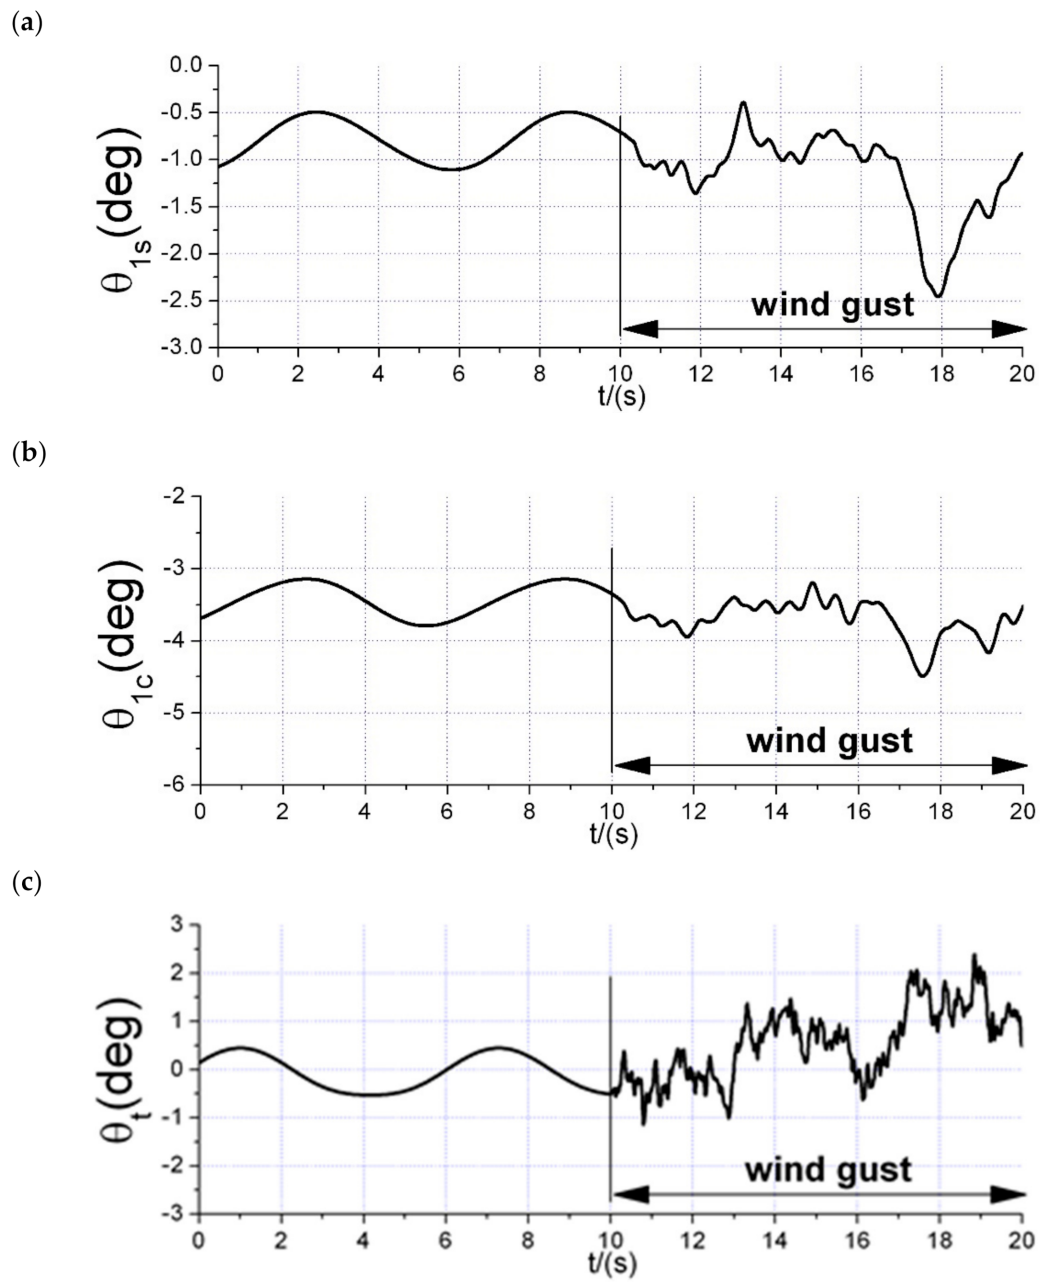 (a)
0.0
-0.5
-1.0
-1.5
-2.0
-2.5
-3.0
θ1s(deg)
wind gust
0 2 4 6 8 10 12 14 16 18 20
t/(s)
(b)
-2
-3
-4
-5
-6
θ1c(deg)
wind gust
0 2 4 6 8 10 12 14 16 18 20
t/(s)
(c)
3
2
1
0
-1
-2
-3
θt(deg)
wind gust
0 2 4 6 8 10 12 14 16 18 20
t/(s)